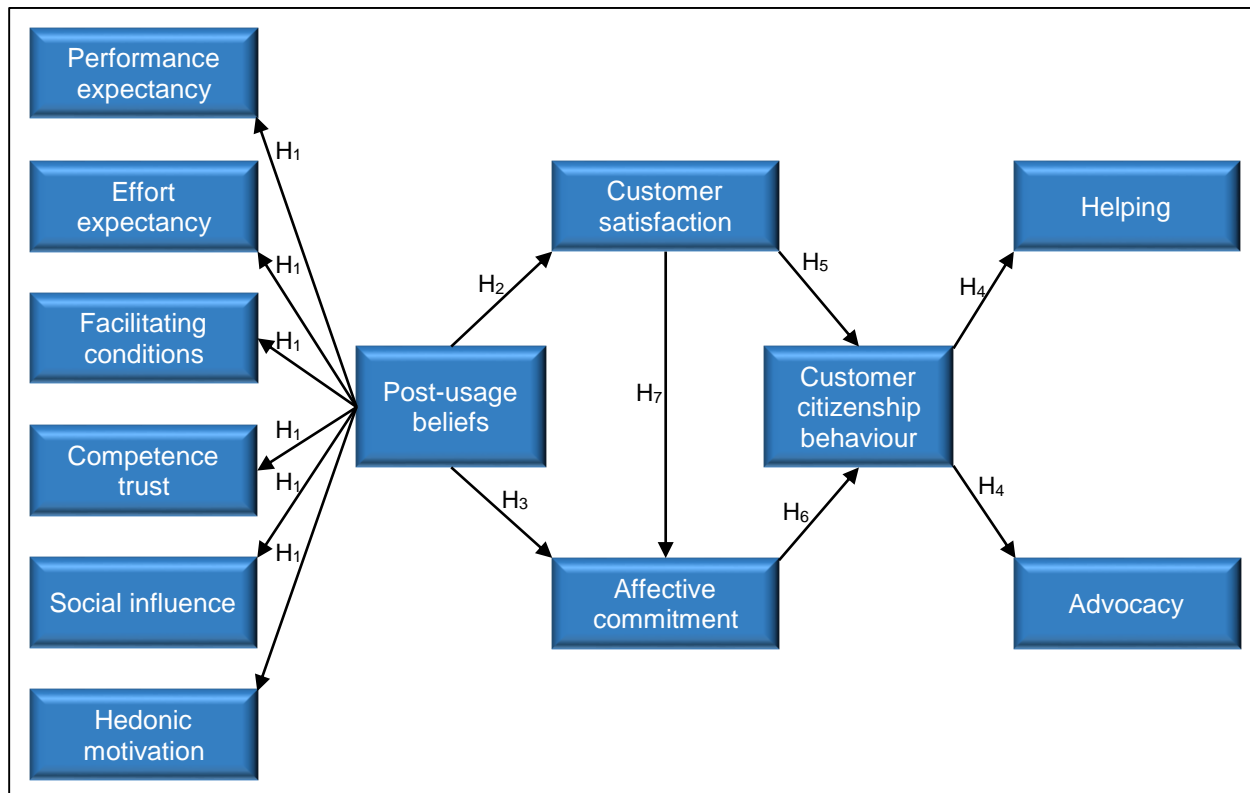 Performance
expectancy
H₁
Effort
expectancy
H₁
Facilitating
conditions
H₁
Competence
trust
H₁
Social influence
H₁
Hedonic
motivation
H₁
Post-usage
beliefs
H₂
H₃
Customer
satisfaction
H₇
Affective
commitment
H₅
H₆
Customer
citizenship
behaviour
H₄
H₄
Helping
Advocacy